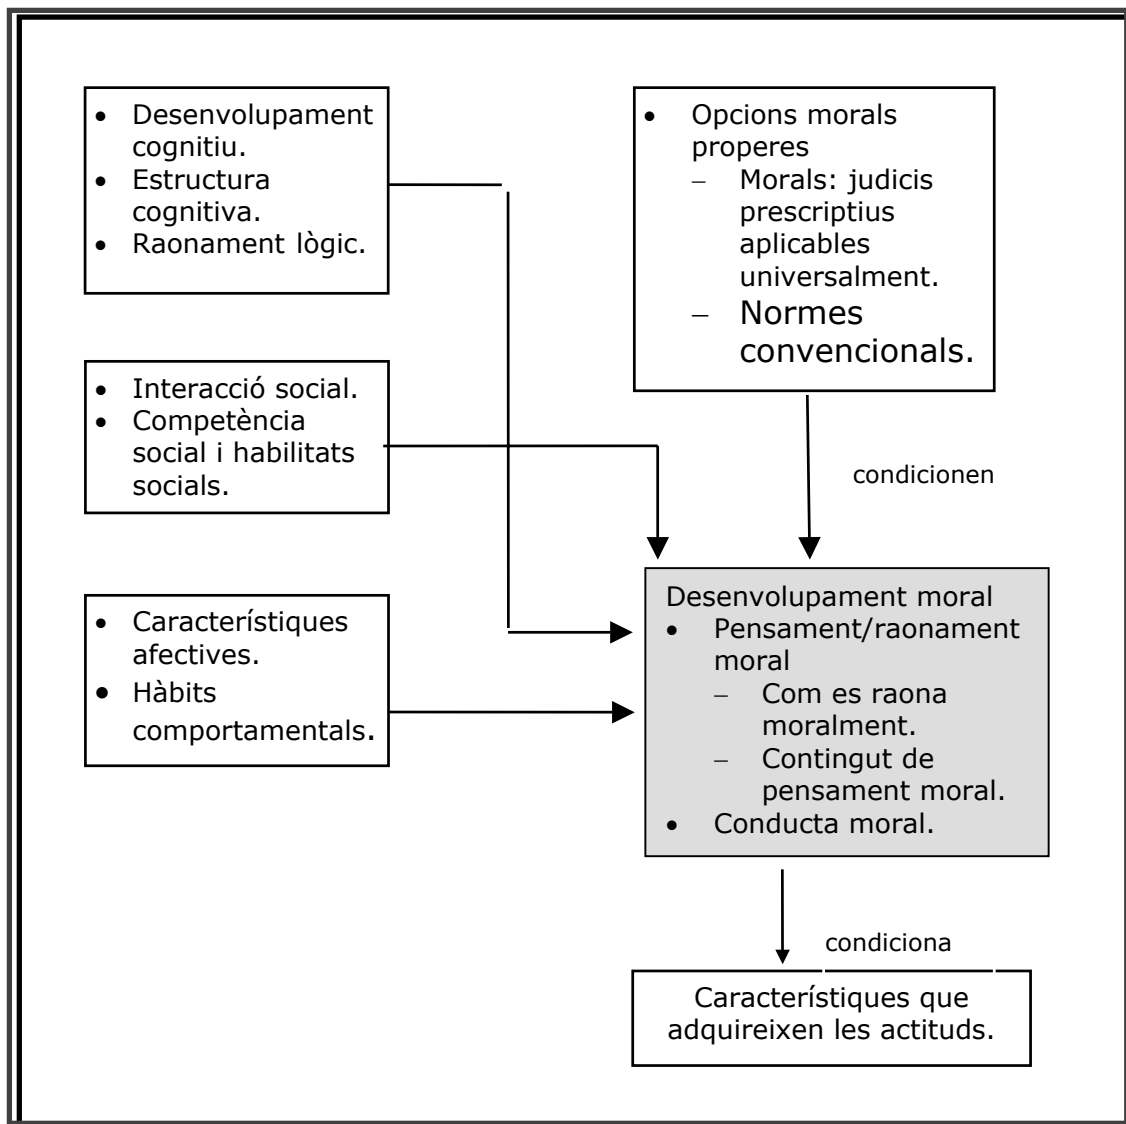 • Desenvolupament
cognitiu.
• Estructura
cognitiva.
• Raonament lògic.
• Opcions morals
properes
– Morals: judicis
prescriptius
aplicables
universalment.
– Normes
convencionals.
• Interacció social.
• Competència
social i habilitats
socials.
condicionen
• Característiques
afectives.
• Hàbits
comportamentals.
Desenvolupament moral
• Pensament/raonament
moral
– Com es raona
moralment.
– Contingut de
pensament moral.
• Conducta moral.
condiciona
Característiques que
adquireixen les actituds.